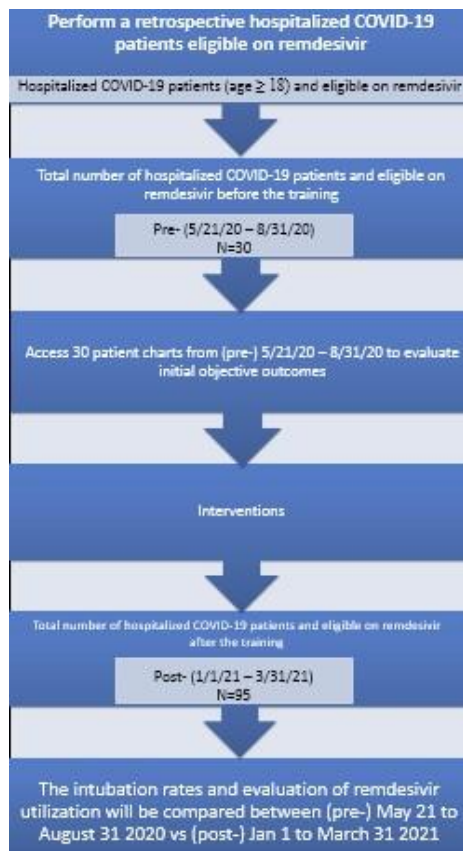 Perform a retrospective hospitalized COVID-19
patients eligible on remdesivir
Hospitalized COVID-19 patients (age ≥ 18) and eligible on remdesivir
Total number of hospitalized COVID-19 patients and eligible on
remdesivir before the training
Pre- (5/21/20 – 8/31/20)
N=30
Access 30 patient charts from (pre-) 5/21/20 – 8/31/20 to evaluate
initial objective outcomes
Interventions
Total number of hospitalized COVID-19 patients and eligible on remdesivir
after the training
Post- (1/1/21 – 3/31/21)
N=95
The intubation rates and evaluation of remdesivir
utilization will be compared between (pre-) May 21 to
August 31 2020 vs (post-) Jan 1 to March 31 2021